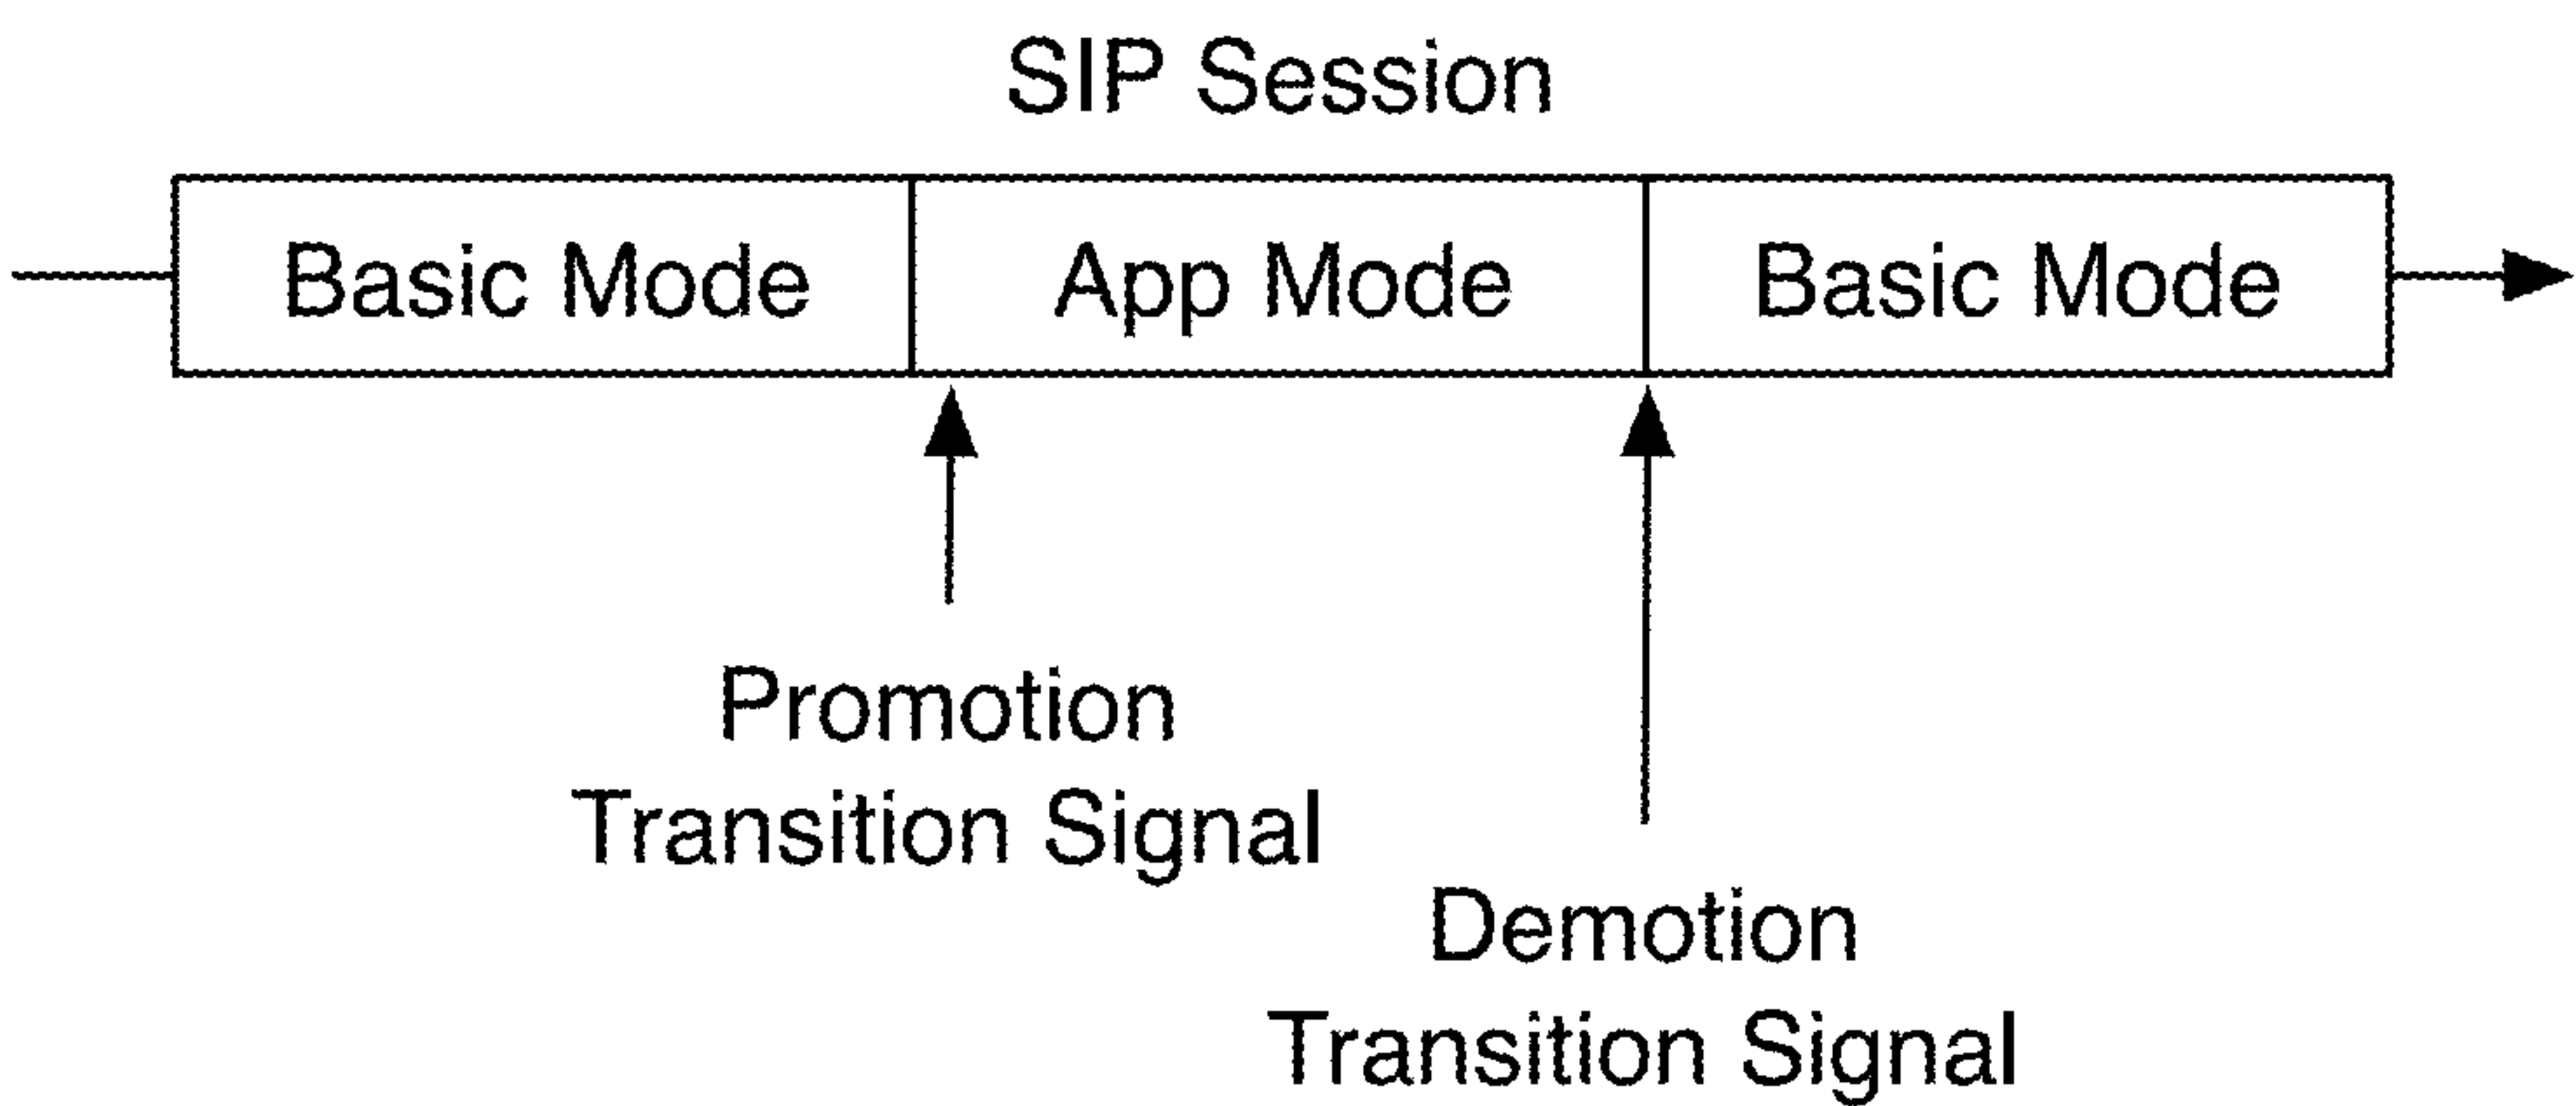 SIP Session
Basic Mode App Mode Basic Mode
Promotion
Transition Signal
Demotion
Transition Signal